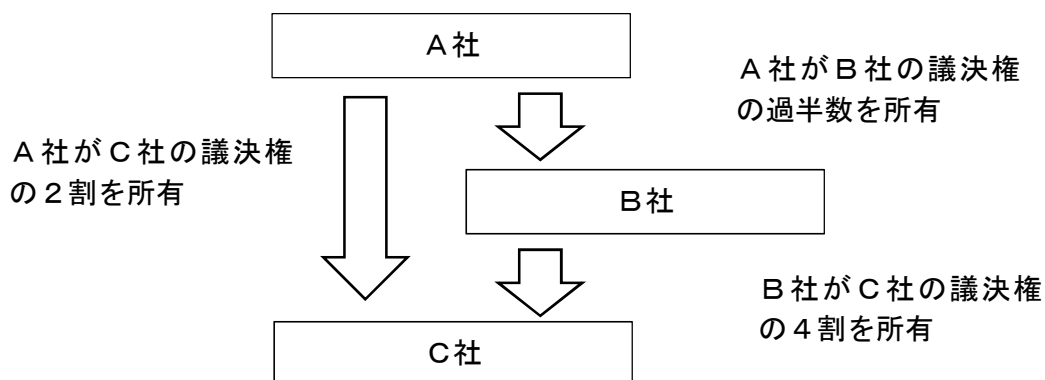 A社
A社がB社の議決権
の過半数を所有
A社がC社の議決権
の２割を所有
B社
B社がC社の議決権
の４割を所有
C社